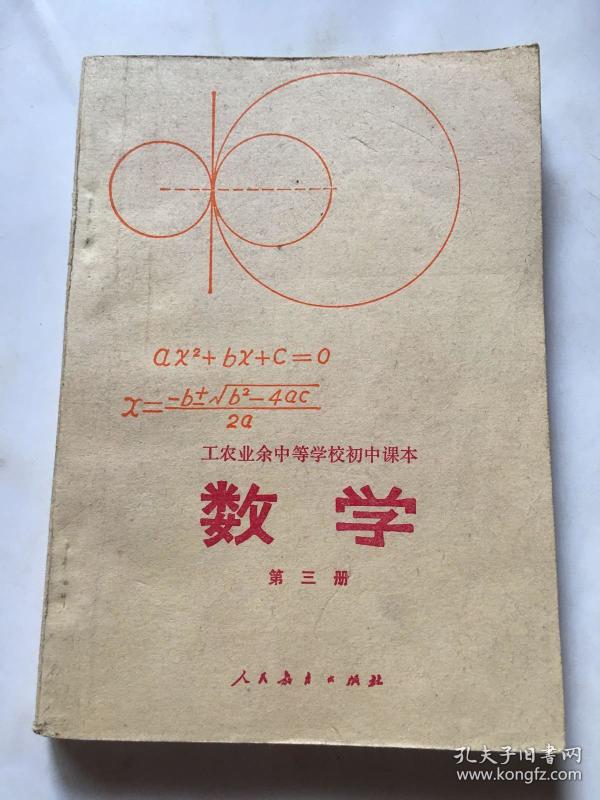 ax²+bx+c=0
x=-b±√b²-4ac/2a
工农业余中等学校初中课本
数学
第三册
人民教育出版社
孔夫子旧书网
www.kongfz.com